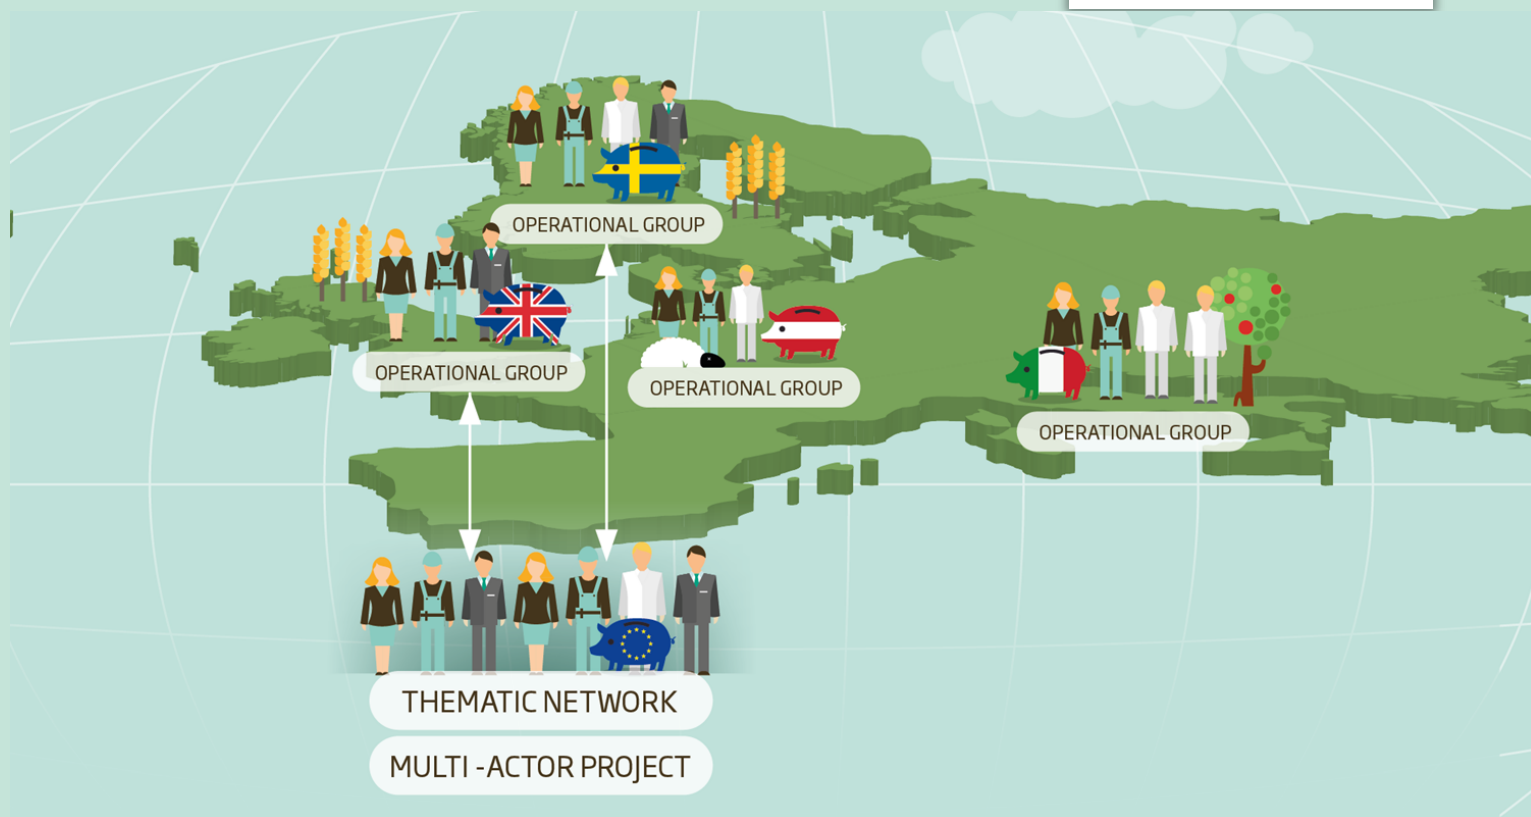 OPERATIONAL GROUP
OPERATIONAL GROUP
OPERATIONAL GROUP
OPERATIONAL GROUP
THEMATIC NETWORK
MULTI -ACTOR PROJECT